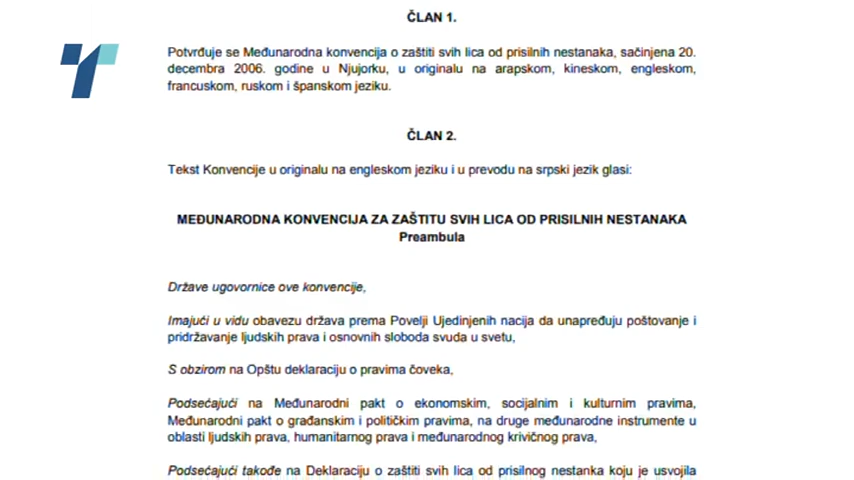 ČLAN 1.
Potvrđuje se Međunarodna konvencija o zaštiti svih lica od prisilnih nestanaka, sačinjena 20.
decembra 2006. godine u Njujorku, u originalu na arapskom, kineskom, engleskom,
francuskom, ruskom i španskom jeziku.
ČLAN 2.
Tekst Konvencije u originalu na engleskom jeziku i u prevodu na srpski jezik glasi:
MEĐUNARODNA KONVENCIJA ZA ZAŠTITU SVIH LICA OD PRISILNIH NESTANAKA
Preambula
Države ugovornice ove konvencije,
Imajući u vidu obavezu država prema Povelji Ujedinjenih nacija da unapređuju poštovanje i
pridržavanje ljudskih prava i osnovnih sloboda svuda u svetu,
S obzirom na Opštu deklaraciju o pravima čoveka,
Podsećajući na Međunarodni pakt o ekonomskim, socijalnim i kulturnim pravima,
Međunarodni pakt o građanskim i političkim pravima, na druge međunarodne instrumente u
oblasti ljudskih prava, humanitarnog prava i međunarodnog krivičnog prava,
Podsećajući takođe na Deklaraciju o zaštiti svih lica od prisilnog nestanka koju je usvojila